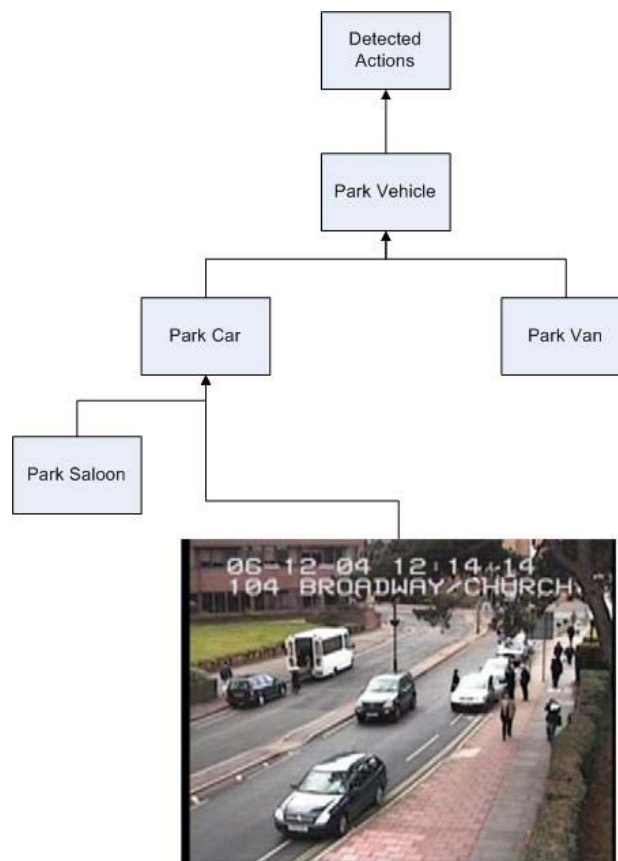 Detected
Actions
Park Vehicle
Park Car
Park Van
Park Saloon
06-12-04 12:14:14
104 BROADWAY/CHURCH